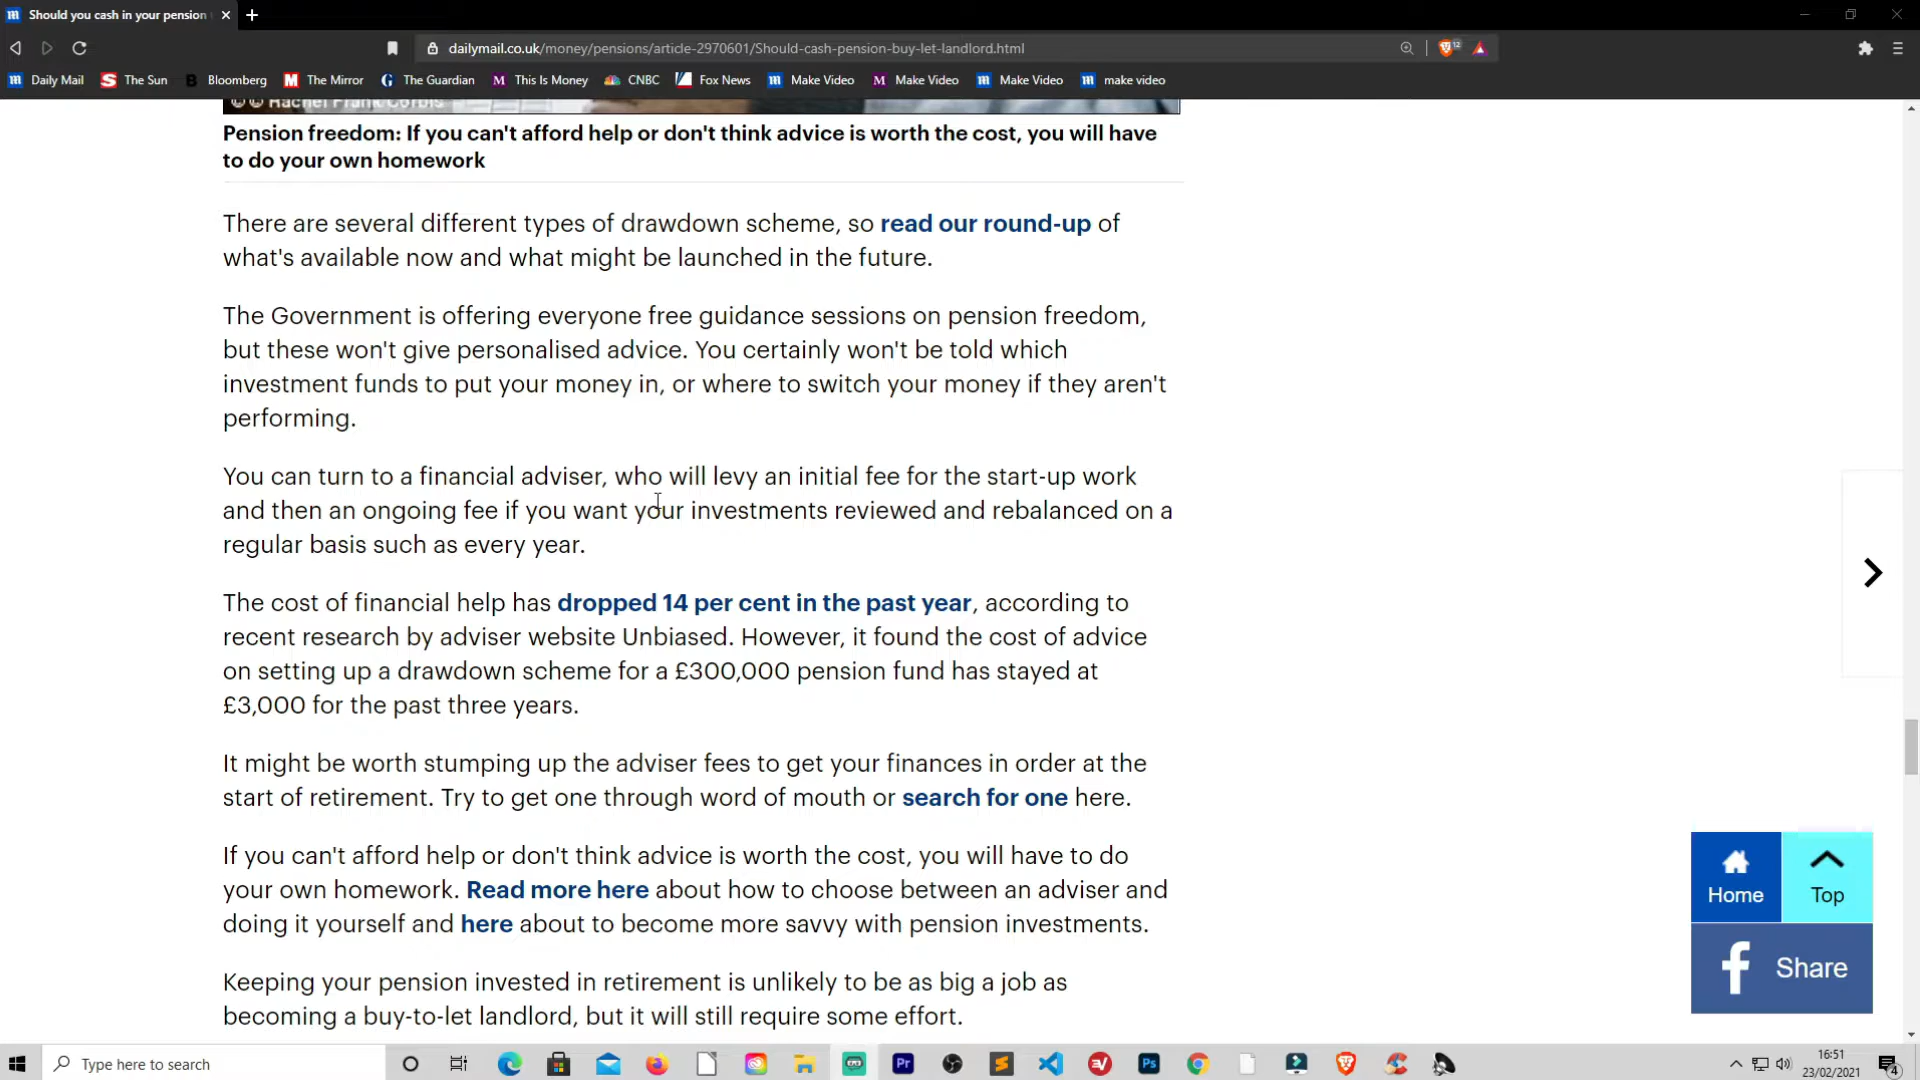 Should you cash in your pension
dailymail.co.uk/money/pensions/article-2970601/Should-cash-pension-buy-let-landlord.html
12
Daily Mail
The Sun
Bloomberg
The Mirror
The Guardian
This Is Money
CNBC
Fox News
Make Video
Make Video
Make Video
make video
© Rachel Frank Corbis
Pension freedom: If you can't afford help or don't think advice is worth the cost, you will have
to do your own homework
There are several different types of drawdown scheme, so read our round-up of
what's available now and what might be launched in the future.
The Government is offering everyone free guidance sessions on pension freedom,
but these won't give personalised advice. You certainly won't be told which
investment funds to put your money in, or where to switch your money if they aren't
performing.
You can turn to a financial adviser, who will levy an initial fee for the start-up work
and then an ongoing fee if you want your investments reviewed and rebalanced on a
regular basis such as every year.
The cost of financial help has dropped 14 per cent in the past year, according to
recent research by adviser website Unbiased. However, it found the cost of advice
on setting up a drawdown scheme for a £300,000 pension fund has stayed at
£3,000 for the past three years.
It might be worth stumping up the adviser fees to get your finances in order at the
start of retirement. Try to get one through word of mouth or search for one here.
If you can't afford help or don't think advice is worth the cost, you will have to do
your own homework. Read more here about how to choose between an adviser and
doing it yourself and here about to become more savvy with pension investments.
Keeping your pension invested in retirement is unlikely to be as big a job as
becoming a buy-to-let landlord, but it will still require some effort.
Home
Top
Share
Type here to search
Pr
Ps
16:51
23/02/2021
4